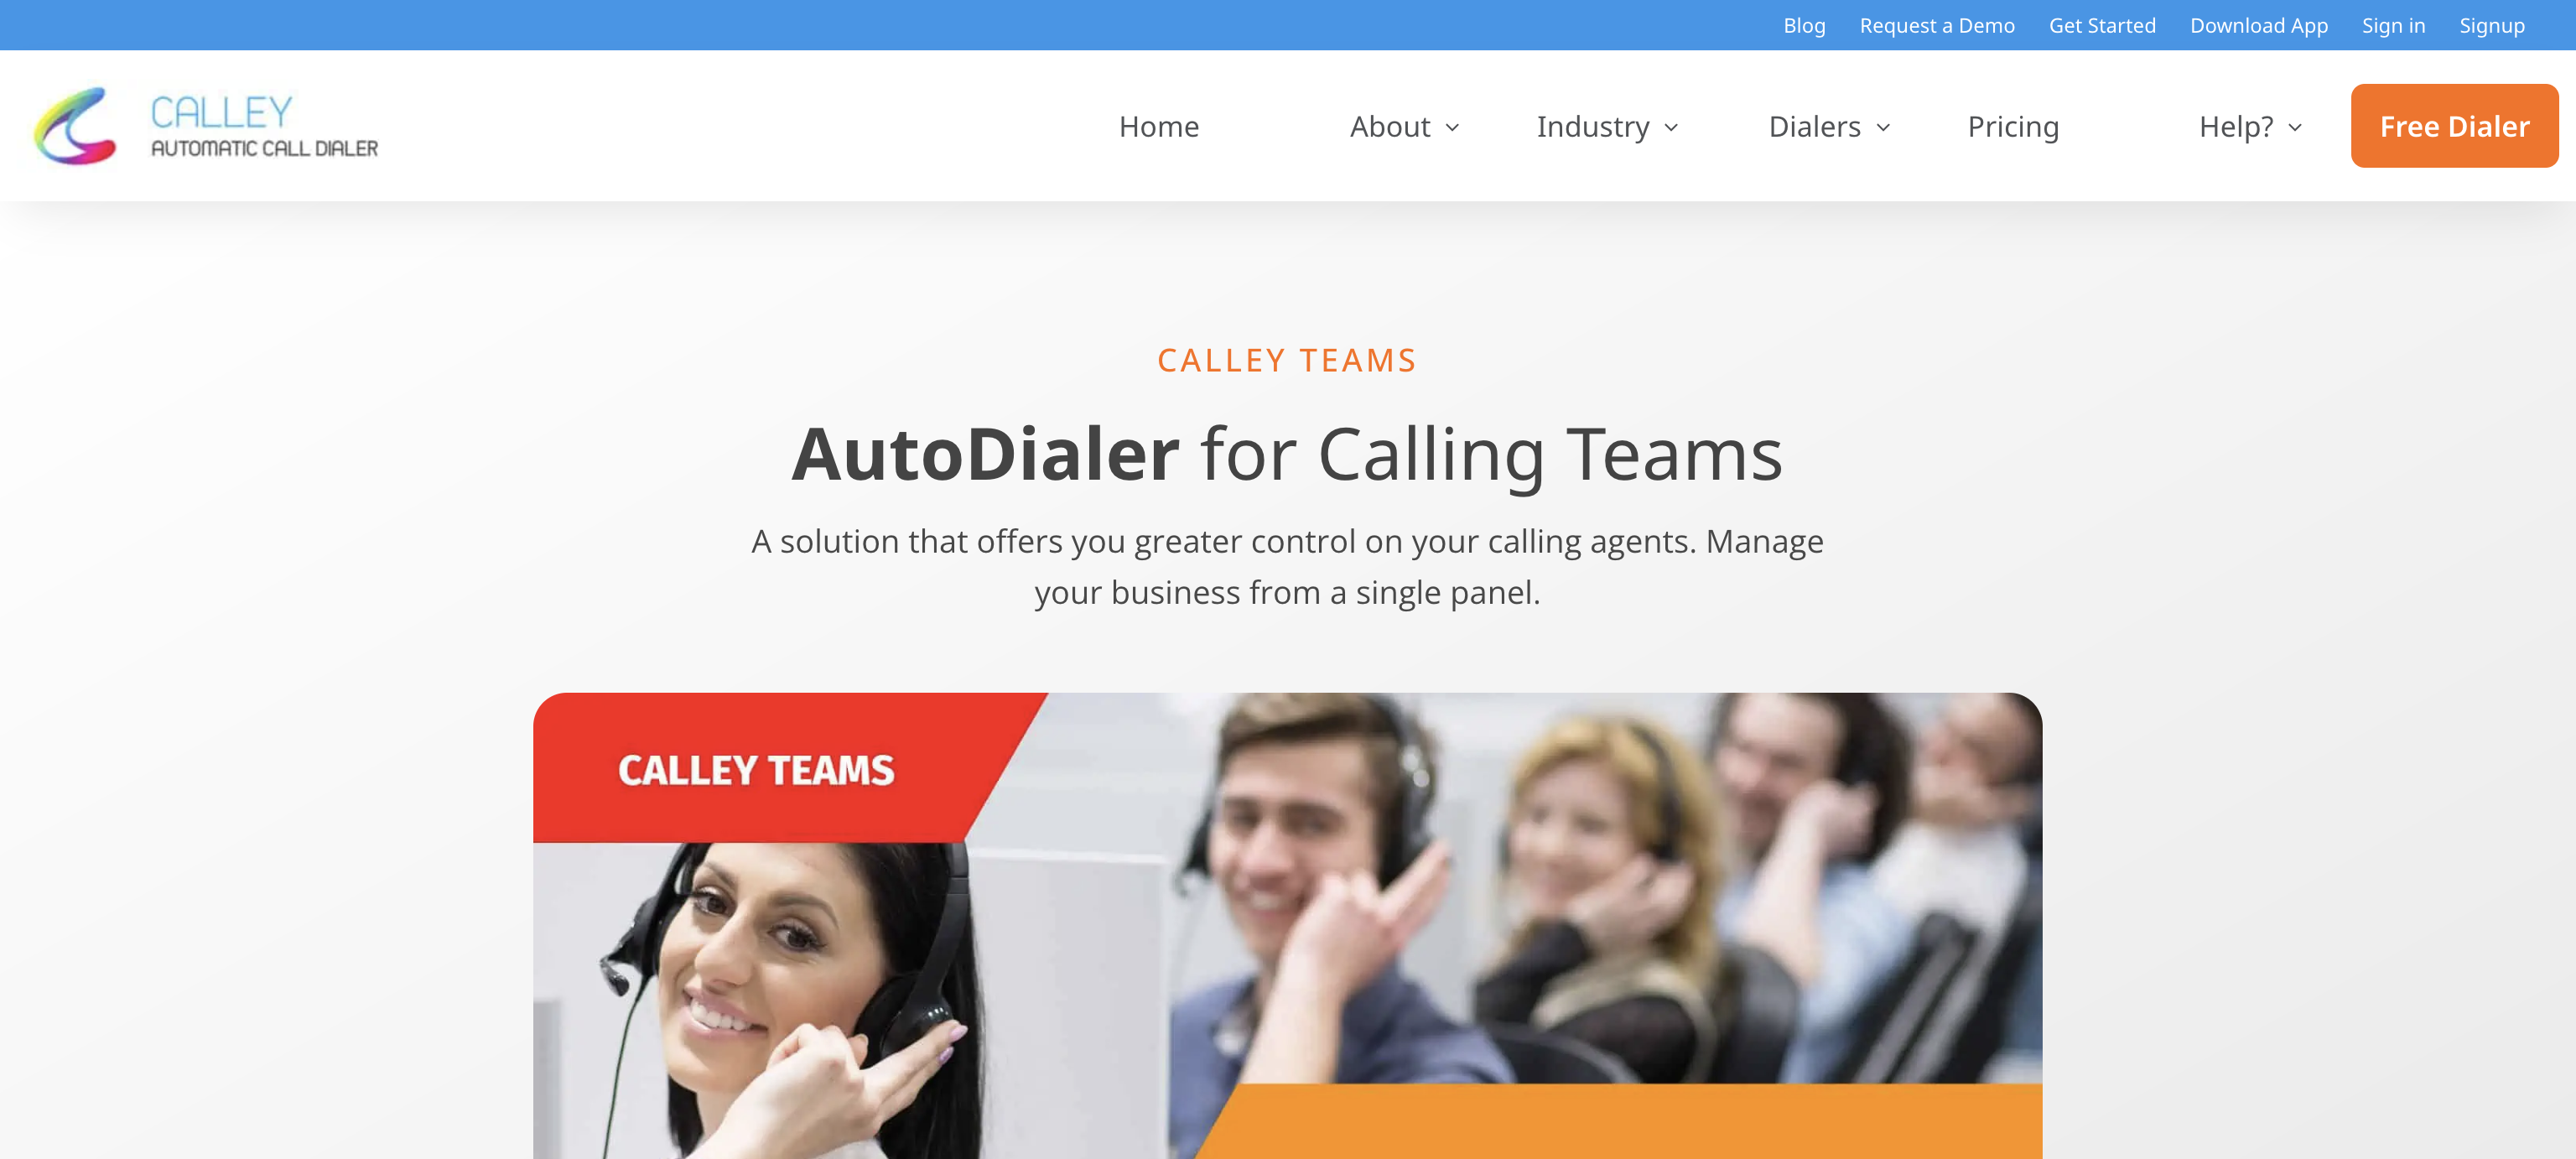 Blog Request a Demo Get Started Download App Sign in Signup
CALLEY
AUTOMATIC CALL DIALER
Home About Industry Dialers Pricing Help? Free Dialer
CALLEY TEAMS
AutoDialer for Calling Teams
A solution that offers you greater control on your calling agents. Manage
your business from a single panel.
CALLEY TEAMS